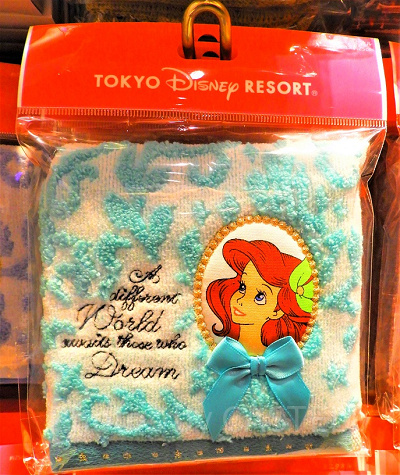 TOKYO Disney RESORT®
A
different
World
awaits those who
Dream